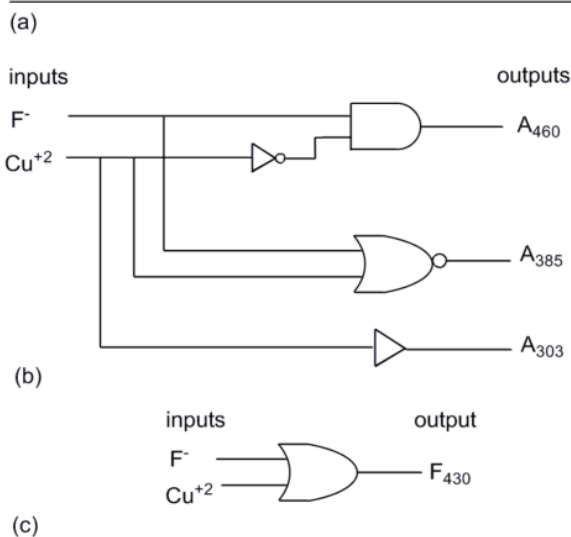 (a)
inputs outputs
F⁻ A₄₆₀
Cu⁺²
A₃₈₅
A₃₀₃
(b)
inputs output
F⁻
F₄₃₀
Cu⁺²
(c)